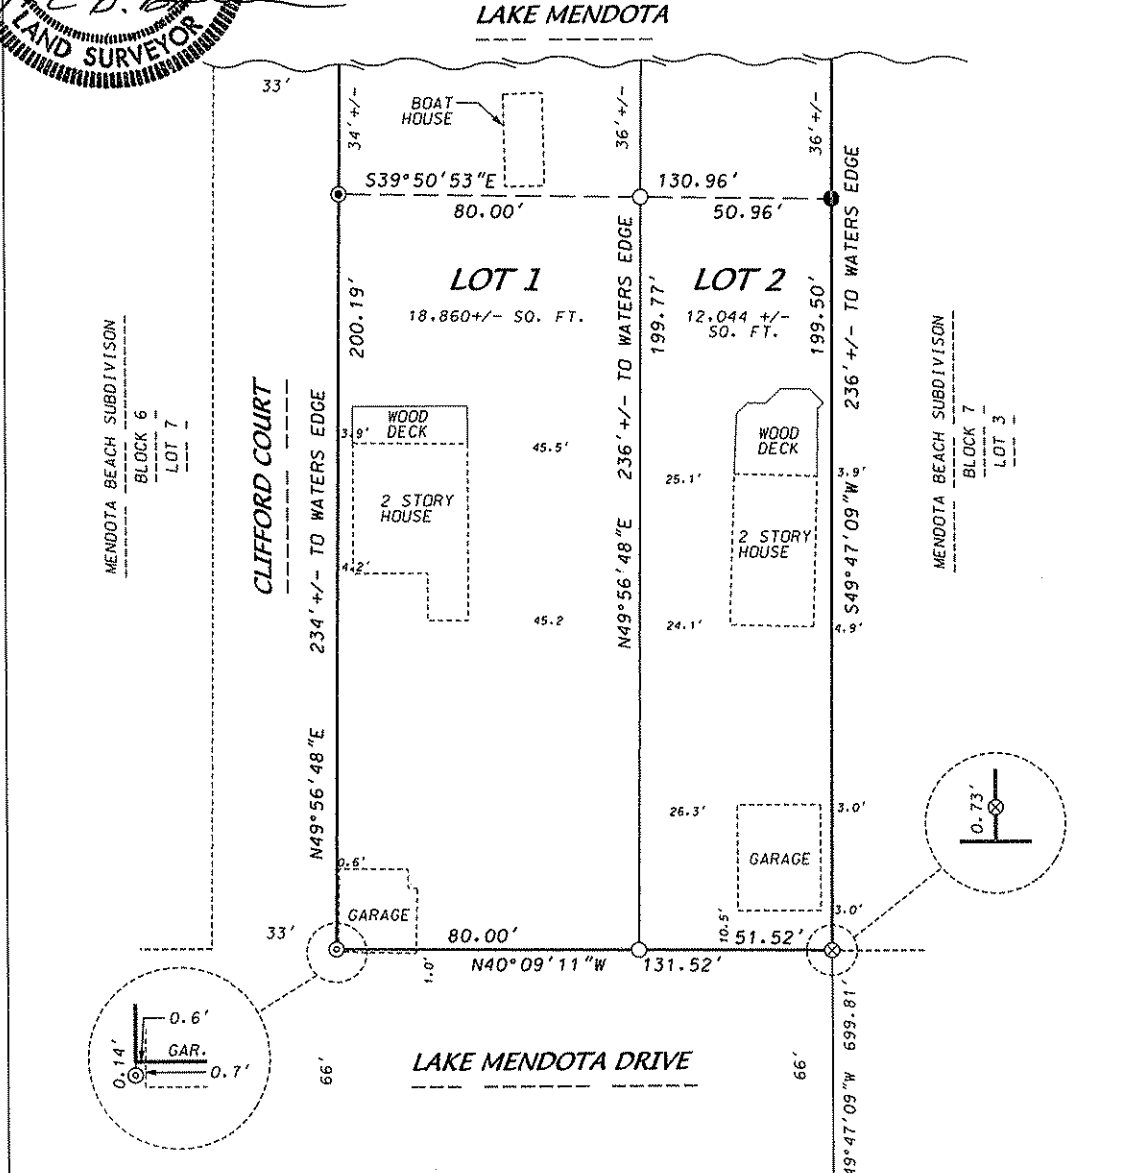 LAND SURVEYOR
LAKE MENDOTA
33'
34'+/-
BOAT
HOUSE
36'+/-
36'+/-
S39°50'53"E
130.96'
80.00'
50.96'
LOT 1
18.860+/- SQ. FT.
LOT 2
12.044 +/-
SQ. FT.
200.19'
199.77'
199.50'
236'+/- TO WATERS EDGE
236'+/- TO WATERS EDGE
234'+/- TO WATERS EDGE
MENDOTA BEACH SUBDIVISON
BLOCK 6
LOT 7
CLIFFORD COURT
WOOD
DECK
3.9'
45.5'
2 STORY
HOUSE
4.2'
45.2
WOOD
DECK
25.1'
3.9'
2 STORY
HOUSE
24.1'
4.9'
N49°56'48"E
N49°56'48"E
S49°47'09"W
MENDOTA BEACH SUBDIVISON
BLOCK 7
LOT 3
26.3'
3.0'
GARAGE
3.0'
10.5'
0.73'
0.6'
GARAGE
33'
1.0'
80.00'
51.52'
N40°09'11"W
131.52'
0.6'
GAR.
0.7'
0.14'
66'
LAKE MENDOTA DRIVE
66'
49°47'09"W 699.81'